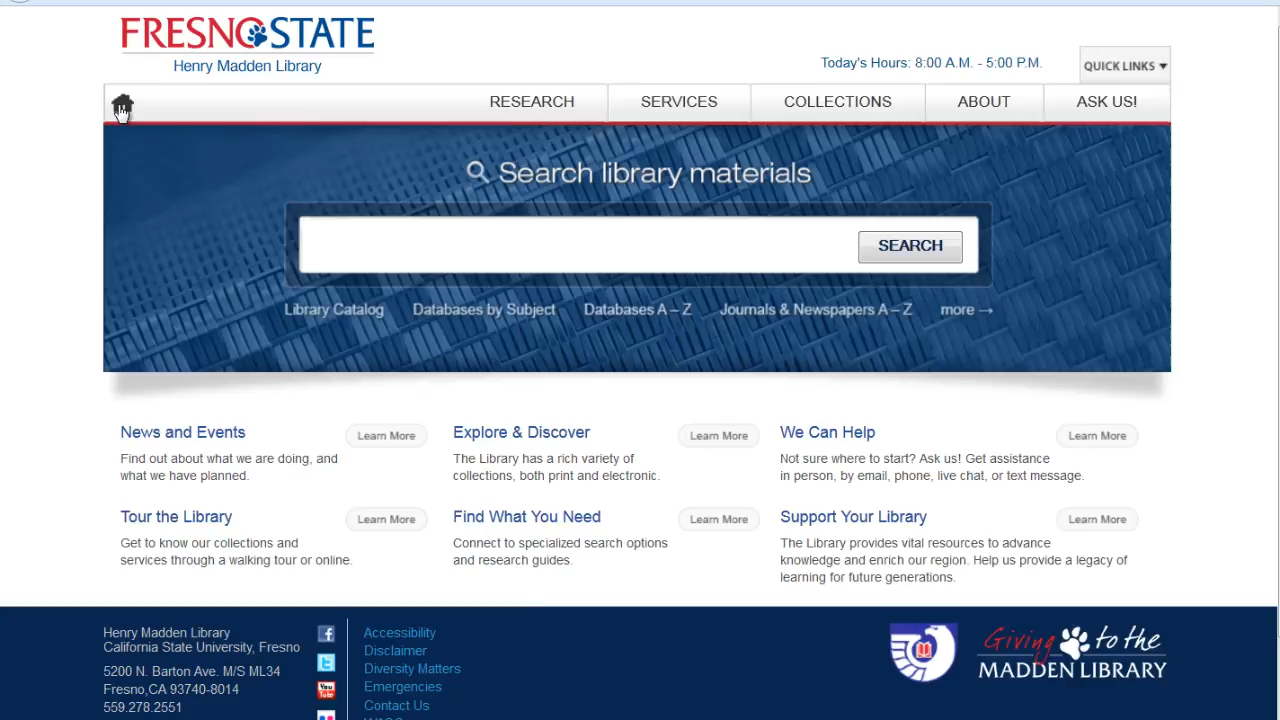 FRESNO STATE
Henry Madden Library
Today's Hours: 8:00 A.M. - 5:00 P.M.
QUICK LINKS
RESEARCH
SERVICES
COLLECTIONS
ABOUT
ASK US!
Search library materials
SEARCH
Library Catalog
Databases by Subject
Databases A – Z
Journals & Newspapers A – Z
more →
News and Events
Learn More
Find out about what we are doing, and
what we have planned.
Explore & Discover
Learn More
The Library has a rich variety of
collections, both print and electronic.
We Can Help
Learn More
Not sure where to start? Ask us! Get assistance
in person, by email, phone, live chat, or text message.
Tour the Library
Learn More
Get to know our collections and
services through a walking tour or online.
Find What You Need
Learn More
Connect to specialized search options
and research guides.
Support Your Library
Learn More
The Library provides vital resources to advance
knowledge and enrich our region. Help us provide a legacy of
learning for future generations.
Henry Madden Library
California State University, Fresno
5200 N. Barton Ave. M/S ML34
Fresno,CA 93740-8014
559.278.2551
You Tube
Accessibility
Disclaimer
Diversity Matters
Emergencies
Contact Us
Giving to the
MADDEN LIBRARY